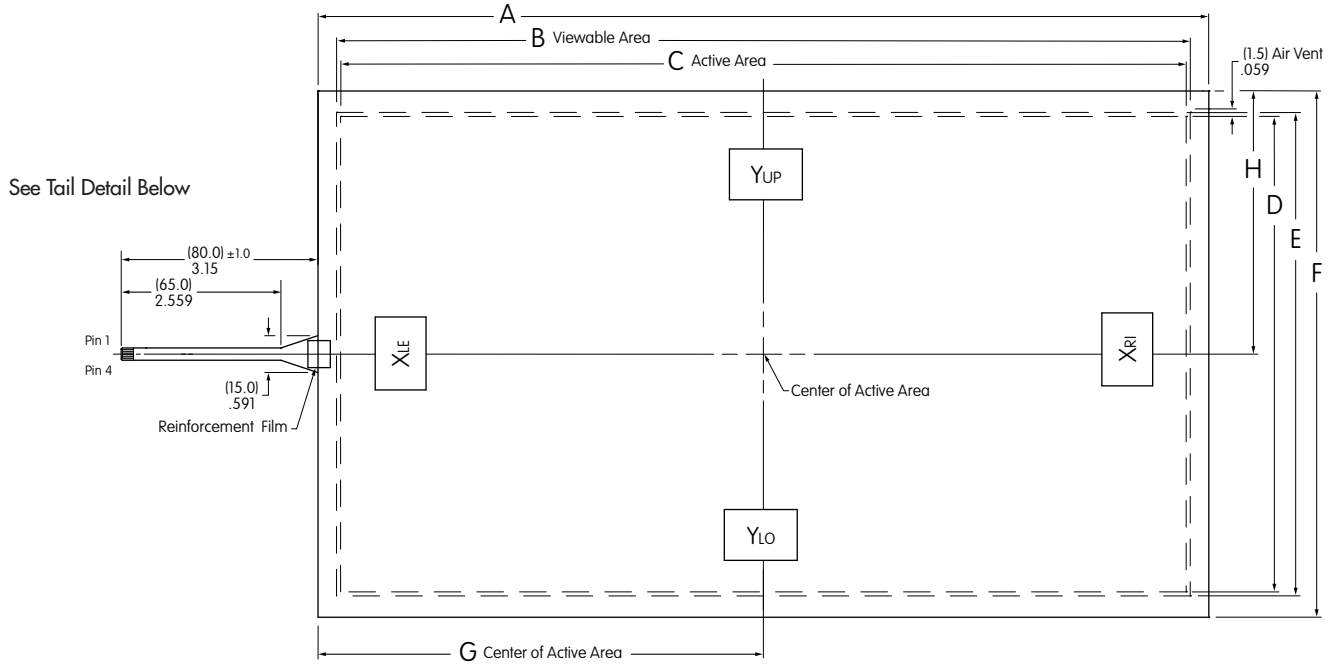 A
B Viewable Area
C Active Area
(1.5) Air Vent
.059
YUP
H
D
E
F
See Tail Detail Below
(80.0) ±1.0
3.15
(65.0)
2.559
Pin 1
Pin 4
XLE
XRI
(15.0)
.591
Center of Active Area
Reinforcement Film
YLO
G Center of Active Area